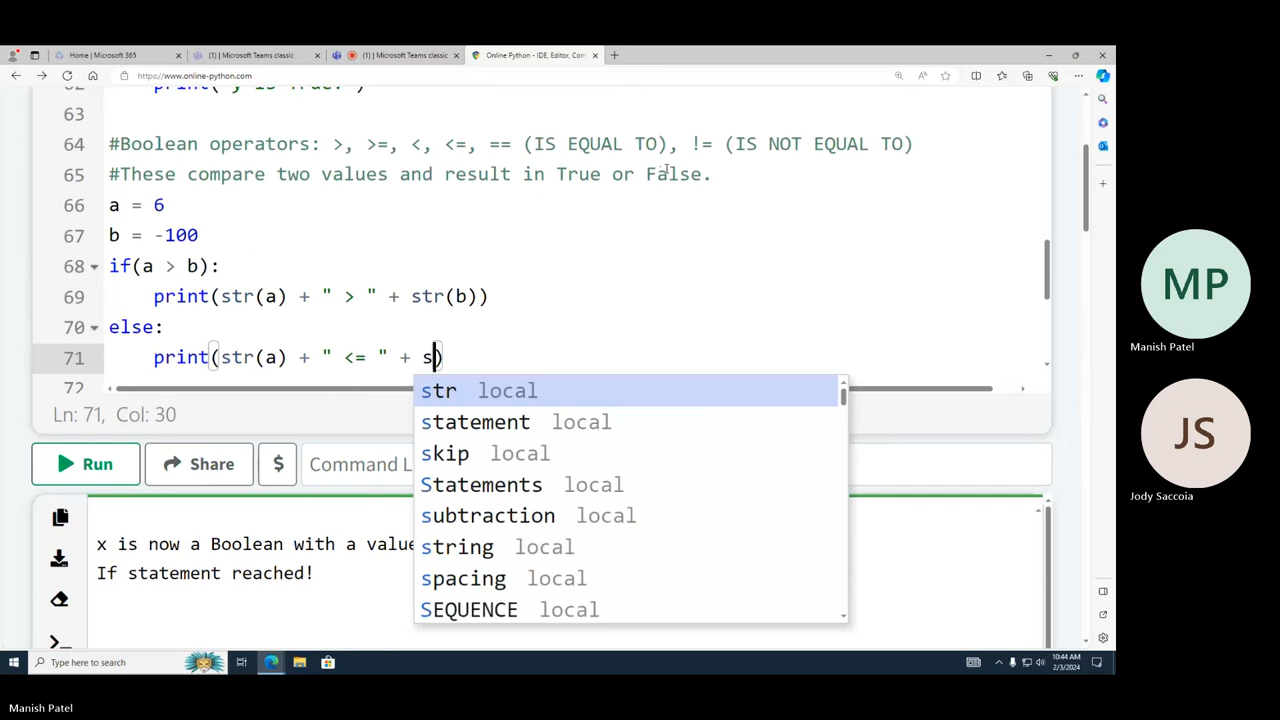 Home | Microsoft 365
(1) | Microsoft Teams classic
(1) | Microsoft Teams classic
Online Python - IDE, Editor, Com
https://www.online-python.com
62 print("y is True!")
63
64 #Boolean operators: >, >=, <, <=, == (IS EQUAL TO), != (IS NOT EQUAL TO)
65 #These compare two values and result in True or False.
66 a = 6
67 b = -100
68 if(a > b):
69 print(str(a) + " > " + str(b))
70 else:
71 print(str(a) + " <= " + s)
72
str local
statement local
skip local
Statements local
subtraction local
string local
spacing local
SEQUENCE local
Ln: 71, Col: 30
Run
Share
$
Command L
x is now a Boolean with a value
If statement reached!
Type here to search
10:44 AM
2/3/2024
MP
Manish Patel
JS
Jody Saccoia
Manish Patel